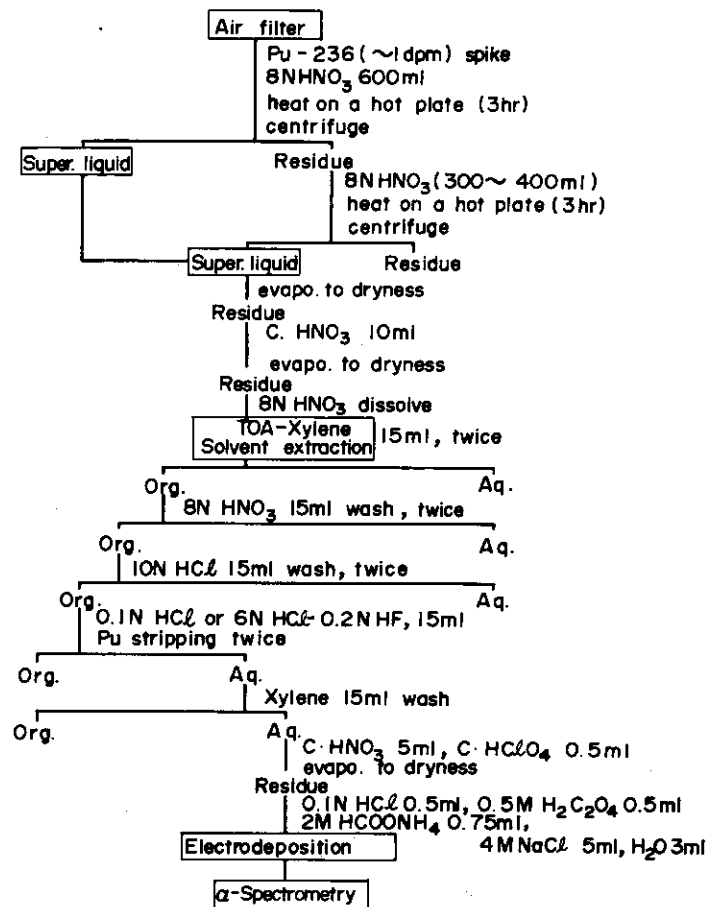 Air filter
Pu-236(~1dpm) spike
8NHNO₃ 600ml
heat on a hot plate (3hr)
centrifuge
Super. liquid
Residue
8NHNO₃(300~400ml)
heat on a hot plate (3hr)
centrifuge
Super. liquid
Residue
evapo. to dryness
Residue
C. HNO₃ 10ml
evapo. to dryness
Residue
8N HNO₃ dissolve
TOA-Xylene
Solvent extraction
15ml, twice
Org.
Aq.
8N HNO₃ 15ml wash, twice
Org.
Aq.
10N HCℓ 15ml wash, twice
Org.
Aq.
0.1N HCℓ or 6N HCℓ-0.2N HF, 15ml
Pu stripping twice
Org.
Aq.
Xylene 15ml wash
Org.
Aq.
C·HNO₃ 5ml, C·HCℓO₄ 0.5ml
evapo. to dryness
Residue
0.1N HCℓ 0.5ml, 0.5M H₂C₂O₄ 0.5ml
2M HCOONH₄ 0.75ml,
4M NaCℓ 5ml, H₂O 3ml
Electrodeposition
α-Spectrometry